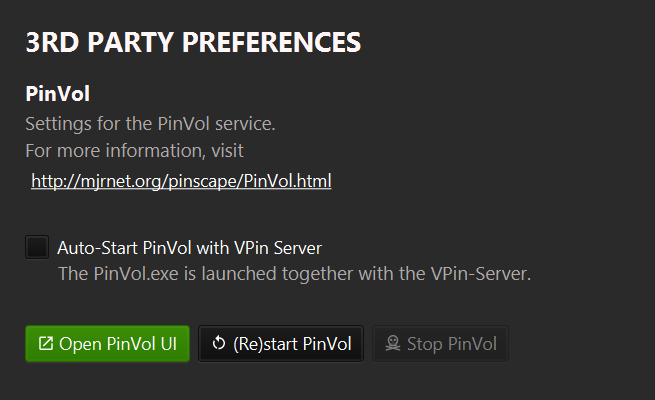 3RD PARTY PREFERENCES
PinVol
Settings for the PinVol service.
For more information, visit
http://mjrnet.org/pinscape/PinVol.html
Auto-Start PinVol with VPin Server
The PinVol.exe is launched together with the VPin-Server.
Open PinVol UI (Re)start PinVol Stop PinVol